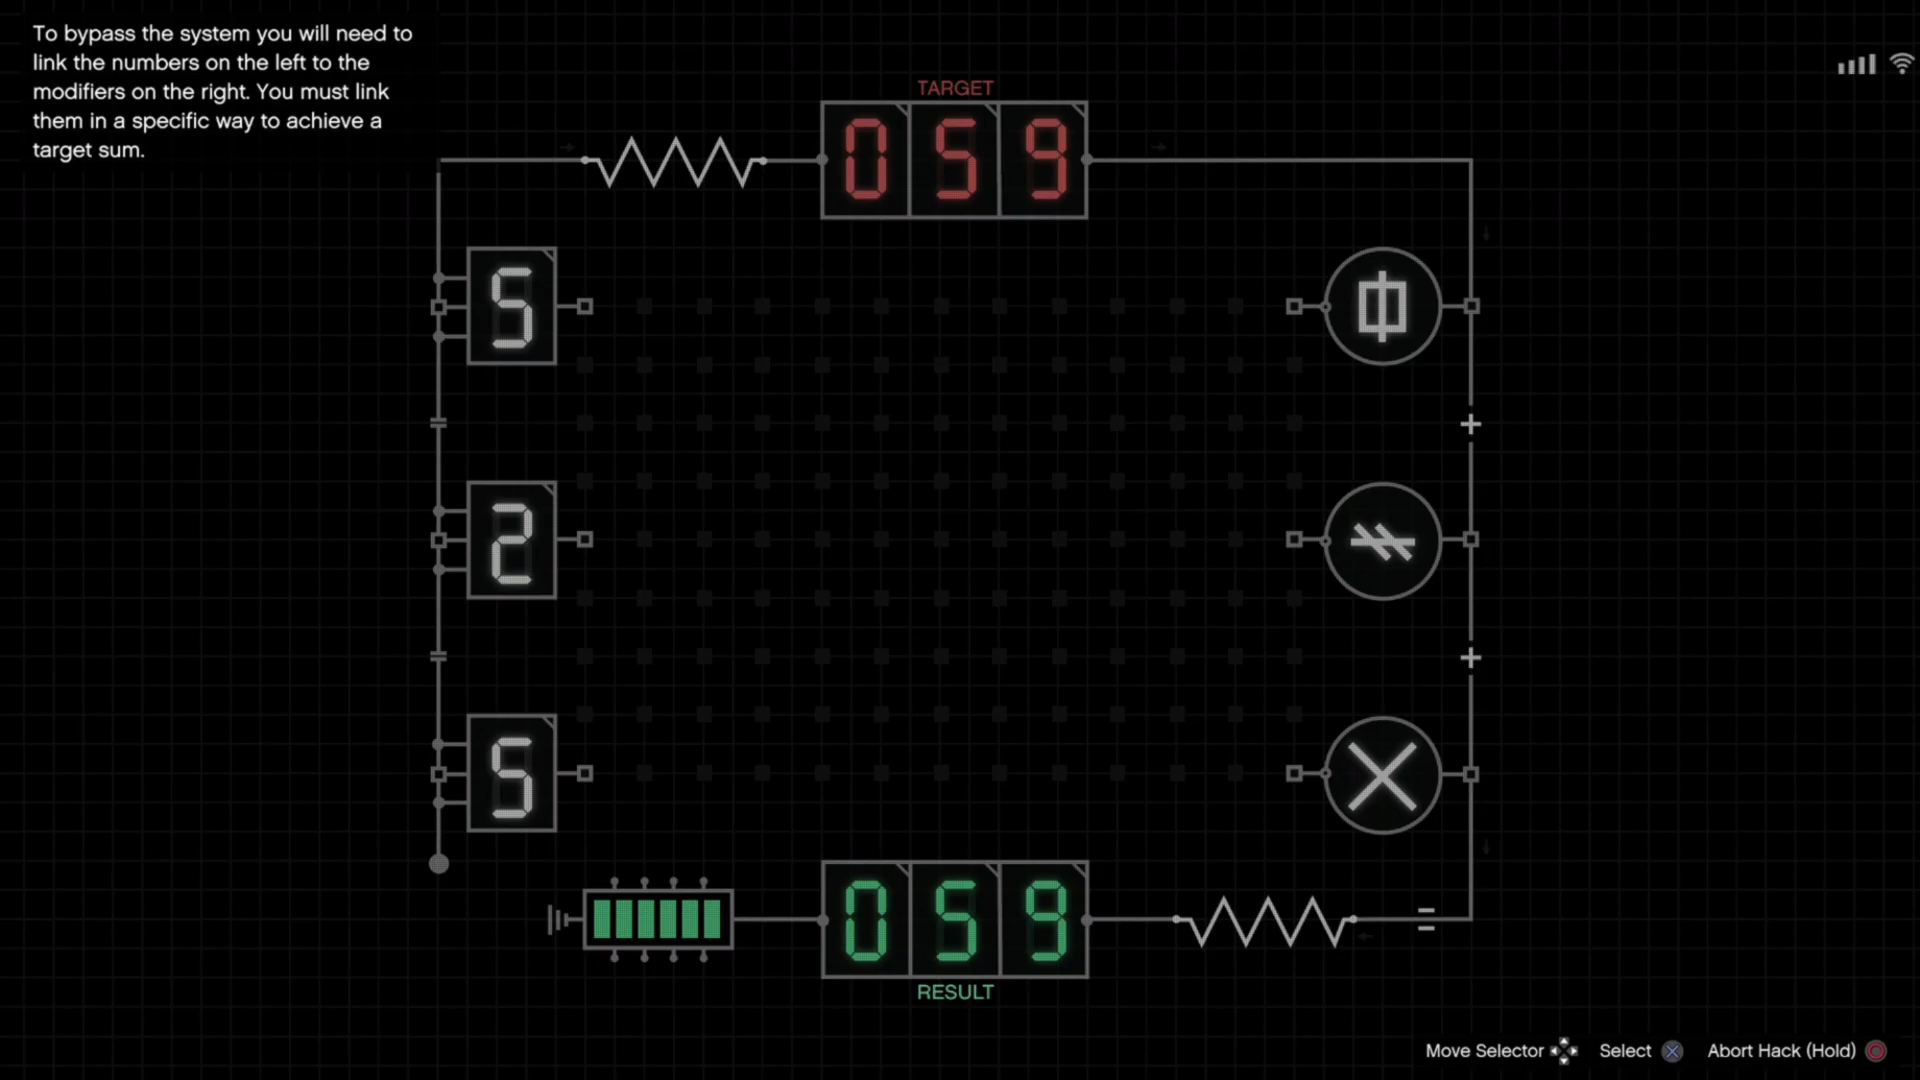 To bypass the system you will need to
link the numbers on the left to the
modifiers on the right. You must link
them in a specific way to achieve a
target sum.
TARGET
059
5
2
5
059
RESULT
Move Selector Select Abort Hack (Hold)